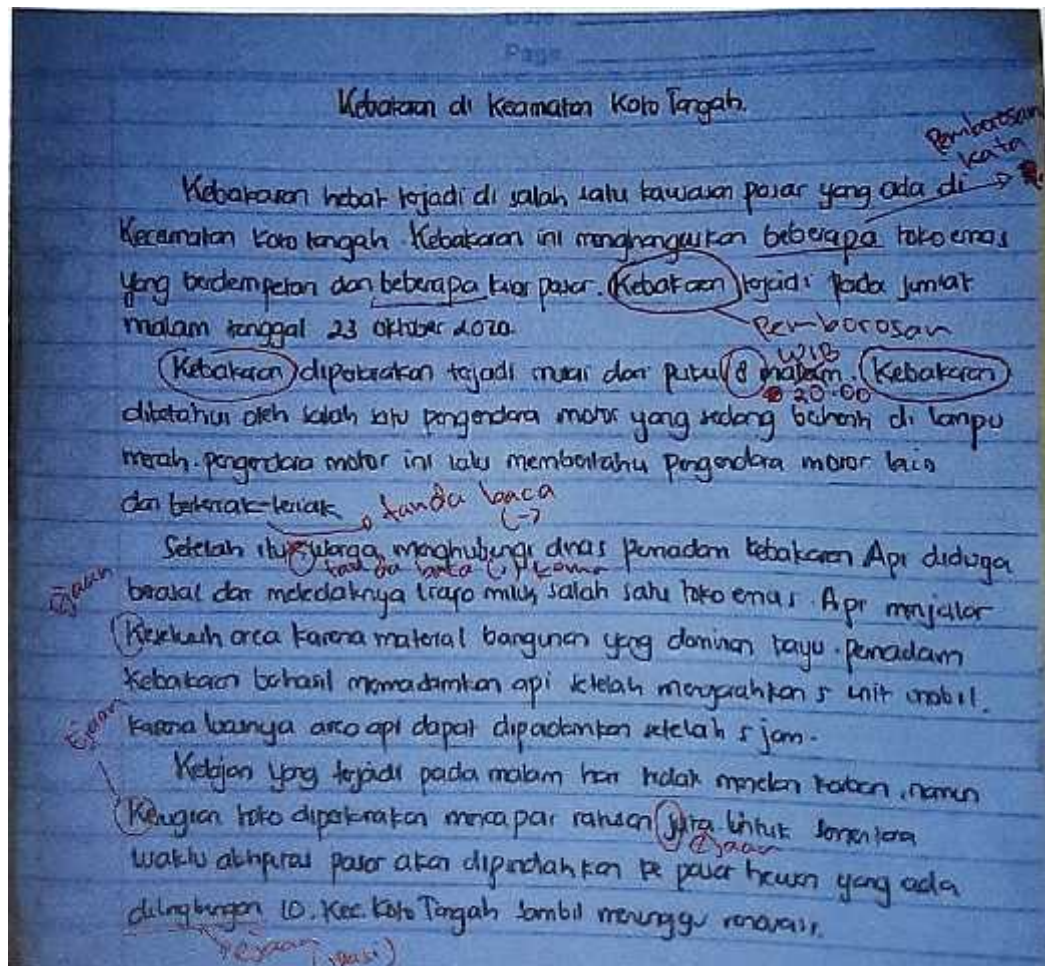 Date
Page
Kebakaran di Kecamatan Koto Tangah.
Pemborosan
kata
Kebakaran hebat terjadi di salah satu kawasan pasar yang ada di
Kecamatan Koto tangah. Kebakaran ini menghanguskan beberapa toko emas
yang berdempetan dan beberapa kios pasar. Kebakaran terjadi pada jumat
malam tanggal 23 oktober 2020.
Pemborosan
WIB
Kebakaran diperkirakan terjadi mulai dari pukul 8 malam. Kebakaran
20.00
diketahui oleh salah satu pengendara motor yang sedang berhenti di lampu
merah. pengendara motor ini lalu memberitahu pengendara motor lain
dan berteriak-teriak
tanda baca
(-)
Setelah itu warga menghubungi dinas pemadam kebakaran Api diduga
tanda baca (,) koma
Ejaan
berasal dari meledaknya trafo milik salah satu toko emas. Api menjalar
Keseluruh area karena material bangunan yang dominan kayu. pemadam
kebakaran berhasil memadamkan api setelah mengerahkan 5 unit mobil.
Ejaan
Karena luasnya area api dapat dipadamkan setelah 5 jam.
Kejadian yang terjadi pada malam hari tidak menelan korban, namun
Kerugian toko diperkirakan mencapai ratusan juta. Untuk sementara
Ejaan
waktu aktivitas pasar akan dipindahkan ke pasar hewan yang ada
dilingkungan 10. Kec. Koto Tangah sambil menunggu renovasi.
Ejaan